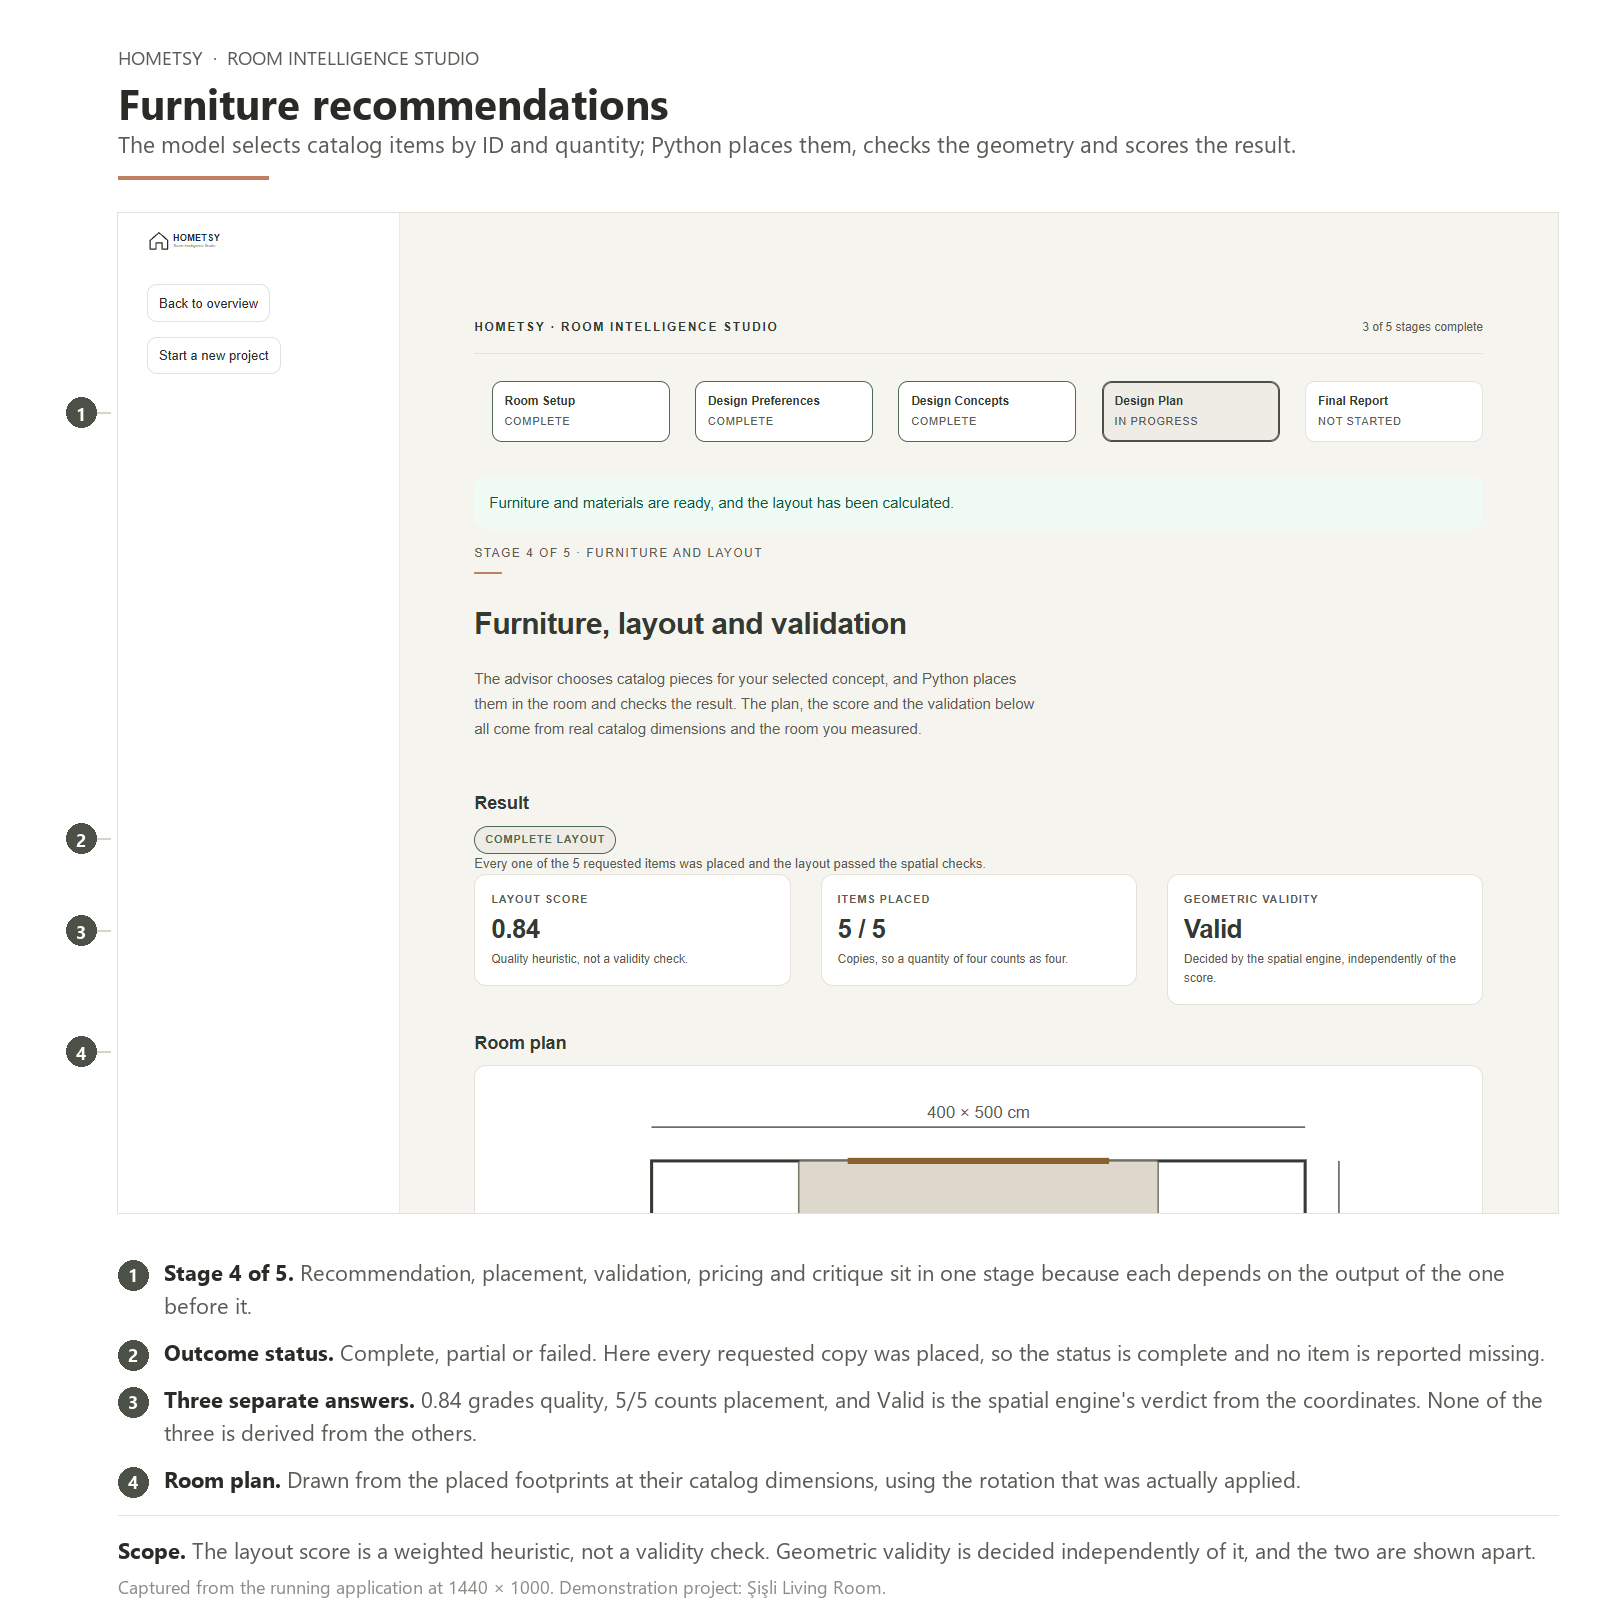 HOMETSY · ROOM INTELLIGENCE STUDIO
Furniture recommendations
The model selects catalog items by ID and quantity; Python places them, checks the geometry and scores the result.
HOMETSY
Room Intelligence Studio
Back to overview
Start a new project
HOMETSY · ROOM INTELLIGENCE STUDIO
3 of 5 stages complete
1
Room Setup
COMPLETE
Design Preferences
COMPLETE
Design Concepts
COMPLETE
Design Plan
IN PROGRESS
Final Report
NOT STARTED
Furniture and materials are ready, and the layout has been calculated.
STAGE 4 OF 5 · FURNITURE AND LAYOUT
Furniture, layout and validation
The advisor chooses catalog pieces for your selected concept, and Python places
them in the room and checks the result. The plan, the score and the validation below
all come from real catalog dimensions and the room you measured.
Result
2
COMPLETE LAYOUT
Every one of the 5 requested items was placed and the layout passed the spatial checks.
3
LAYOUT SCORE
0.84
Quality heuristic, not a validity check.
ITEMS PLACED
5 / 5
Copies, so a quantity of four counts as four.
GEOMETRIC VALIDITY
Valid
Decided by the spatial engine, independently of the
score.
4
Room plan
400 × 500 cm
1 Stage 4 of 5. Recommendation, placement, validation, pricing and critique sit in one stage because each depends on the output of the one
before it.
2 Outcome status. Complete, partial or failed. Here every requested copy was placed, so the status is complete and no item is reported missing.
3 Three separate answers. 0.84 grades quality, 5/5 counts placement, and Valid is the spatial engine's verdict from the coordinates. None of the
three is derived from the others.
4 Room plan. Drawn from the placed footprints at their catalog dimensions, using the rotation that was actually applied.
Scope. The layout score is a weighted heuristic, not a validity check. Geometric validity is decided independently of it, and the two are shown apart.
Captured from the running application at 1440 × 1000. Demonstration project: Şişli Living Room.